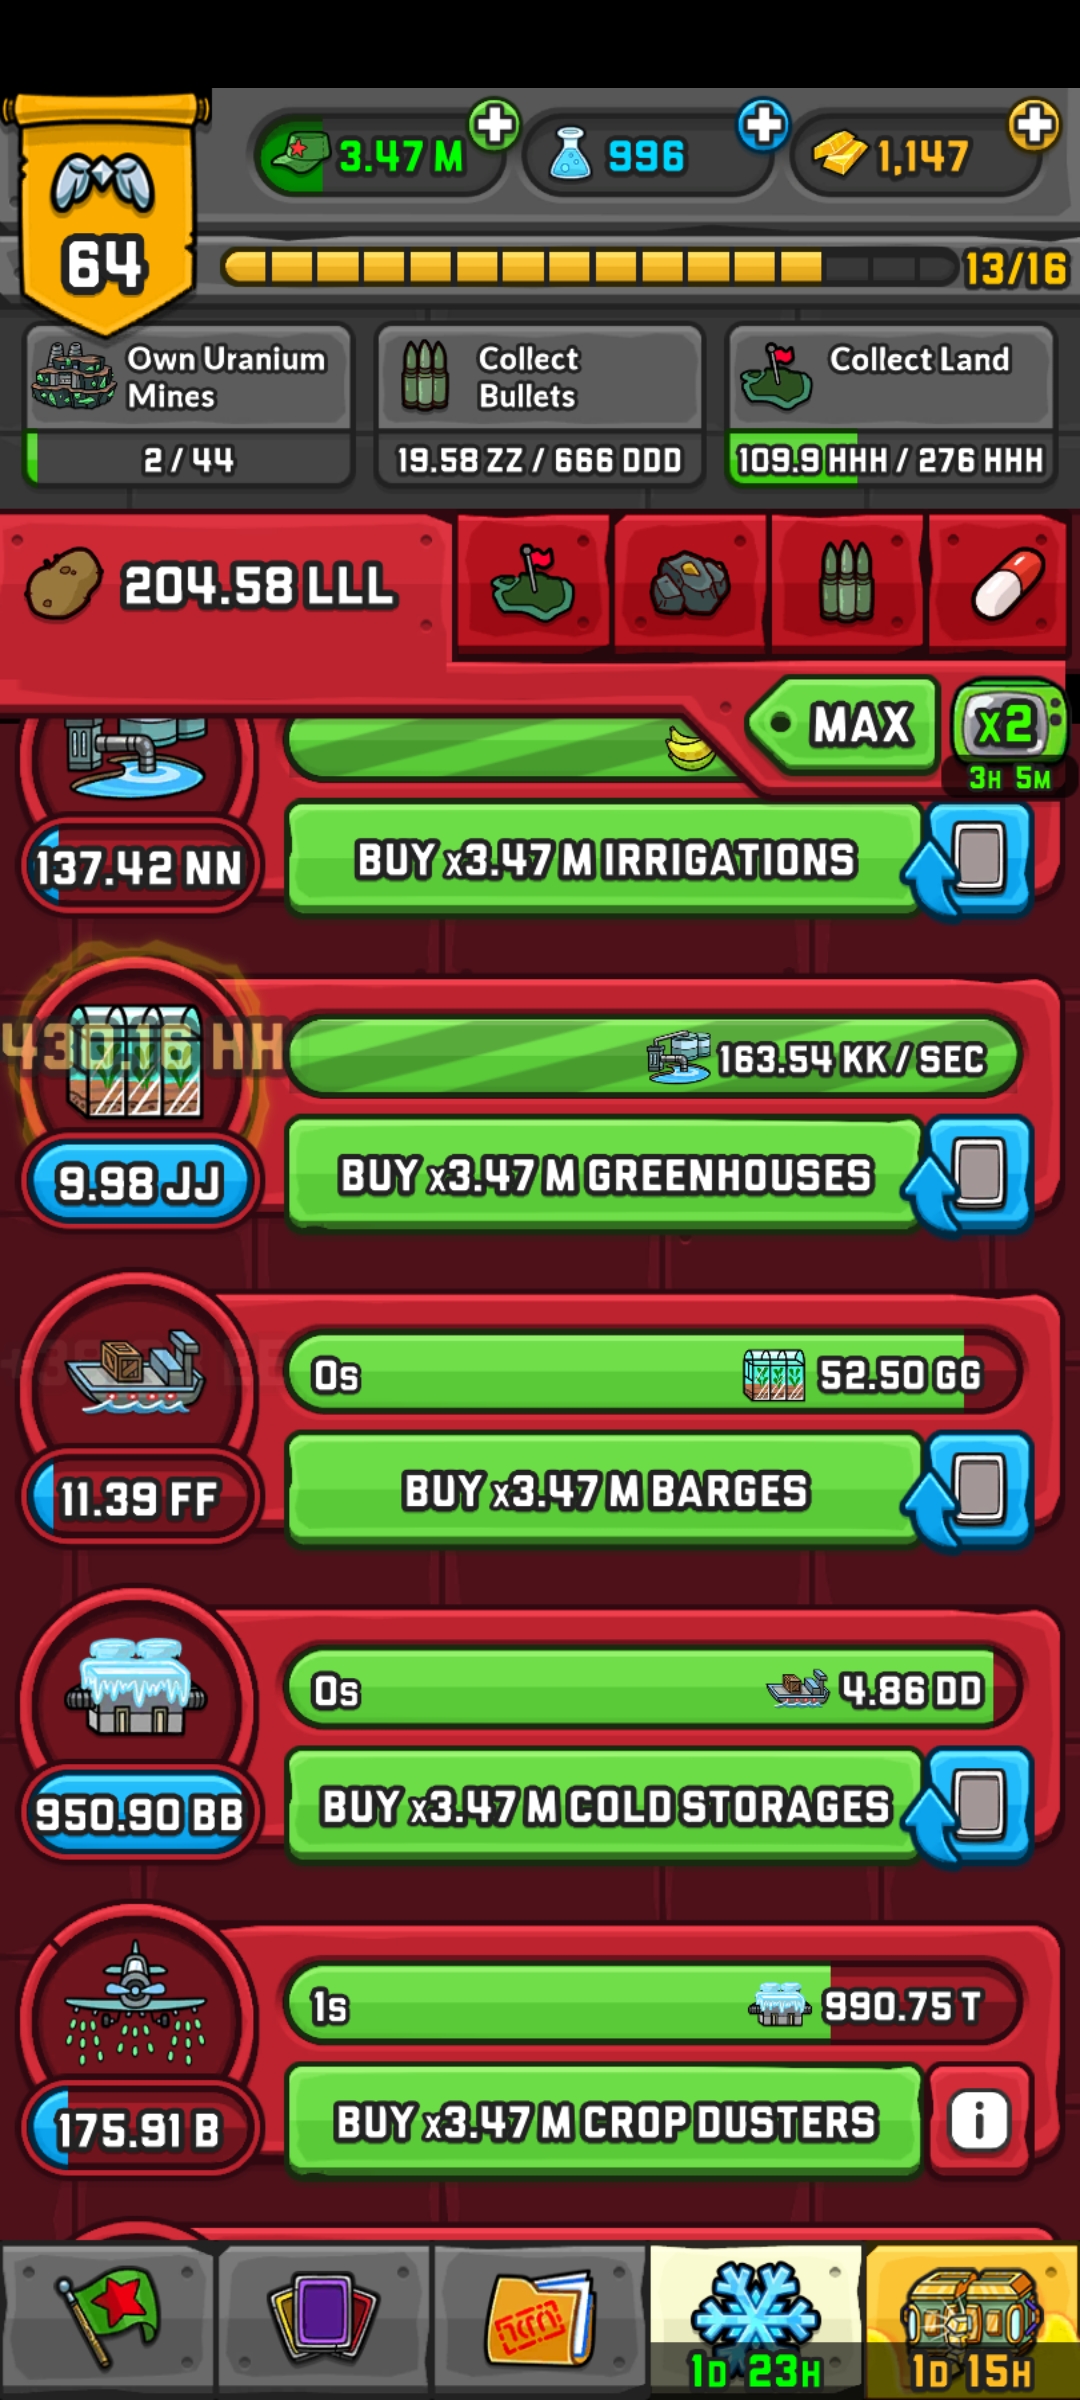 3.47 M
996
1,147
64
13/16
Own Uranium
Mines
2 / 44
Collect
Bullets
19.58 ZZ / 666 DDD
Collect Land
109.9 HHH / 276 HHH
204.58 LLL
MAX
x2
3H 5M
137.42 NN
BUY x3.47 M IRRIGATIONS
430.16 HH
163.54 KK / SEC
9.98 JJ
BUY x3.47 M GREENHOUSES
0s
52.50 GG
11.39 FF
BUY x3.47 M BARGES
0s
4.86 DD
950.90 BB
BUY x3.47 M COLD STORAGES
1s
990.75 T
175.91 B
BUY x3.47 M CROP DUSTERS
i
1D 23H
1D 15H